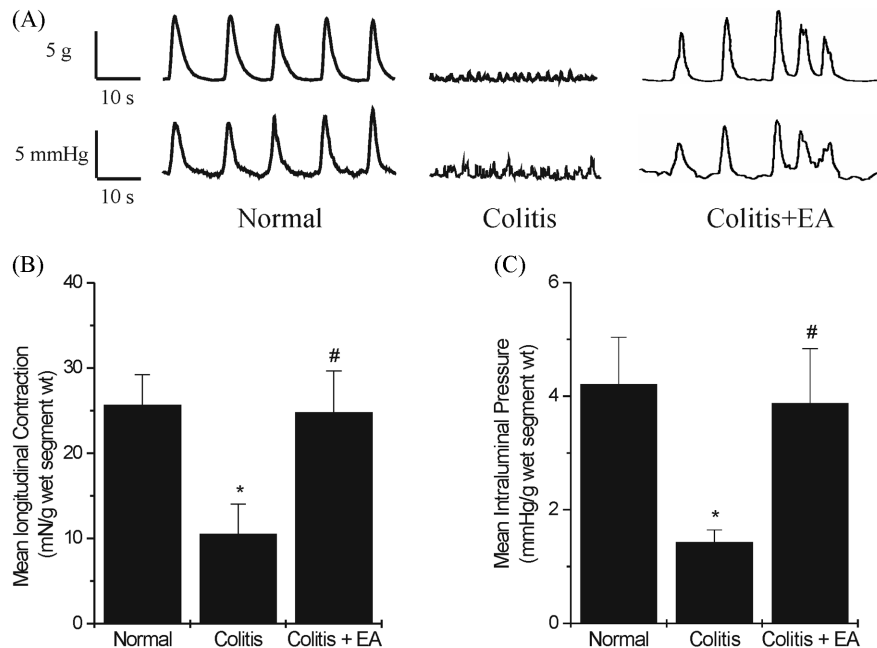 (A)
5 g
10 s
5 mmHg
10 s
Normal
Colitis
Colitis+EA
(B)
Mean longitudinal Contraction
(mN/g wet segment wt)
40
30
20
10
0
*
#
Normal
Colitis
Colitis + EA
(C)
Mean Intraluminal Pressure
(mmHg/g wet segment wt)
6
4
2
0
*
#
Normal
Colitis
Colitis + EA